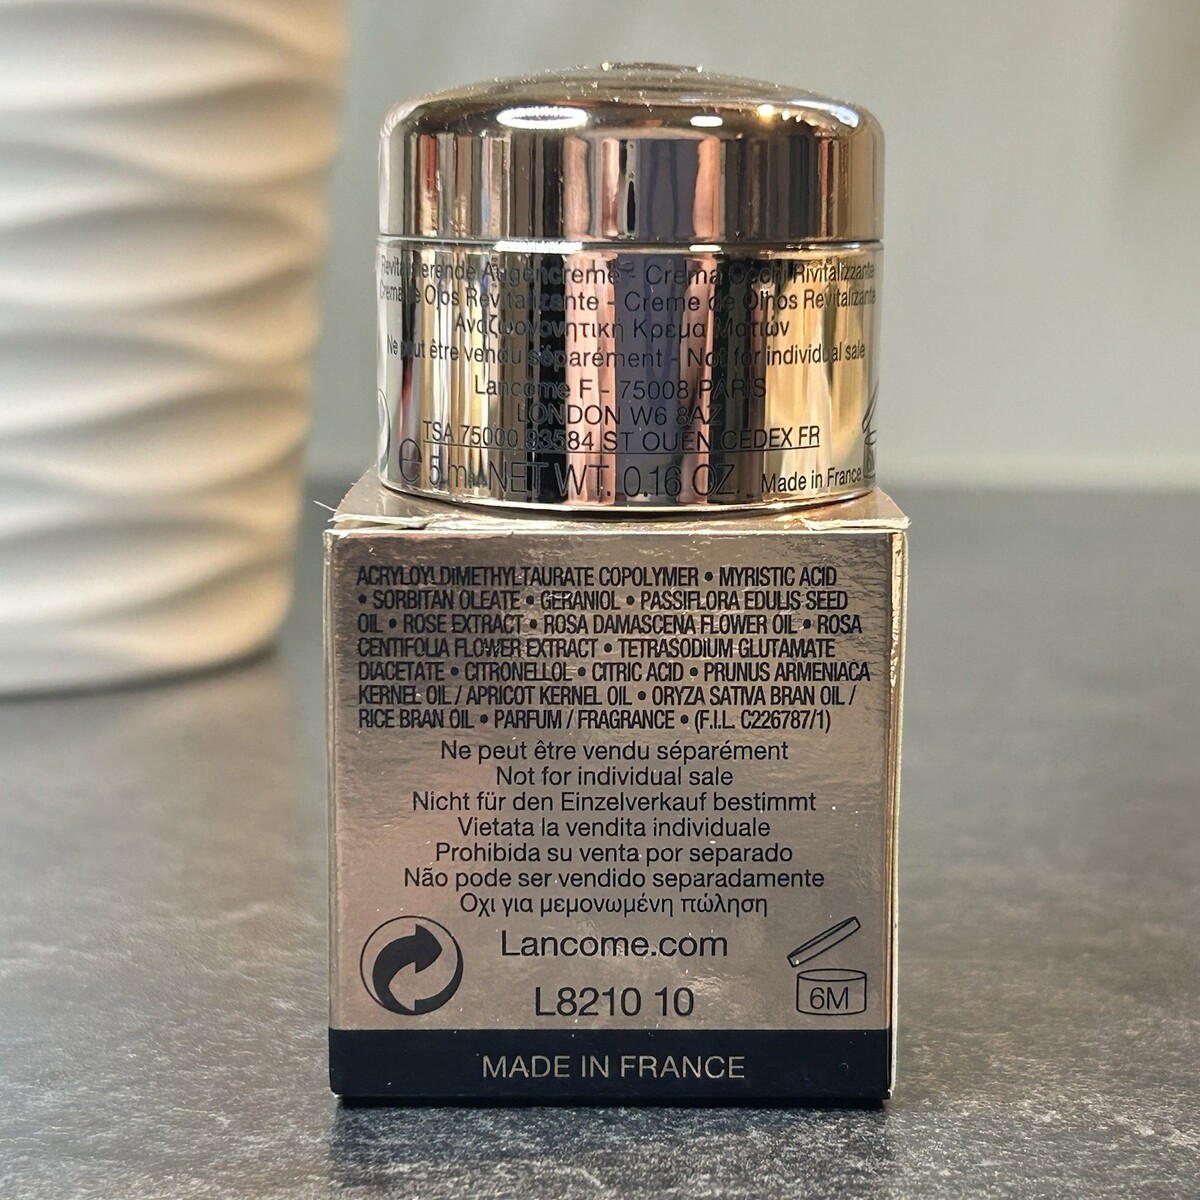 Revitalisierende Augencreme - Crema Occhi Rivitalizzante
Crema de Ojos Revitalizante - Creme de Olhos Revitalizante
Αναζωογονητική Κρεμα Ματιών
Ne peut être vendu séparément - Not for individual sale
Lancôme F - 75008 PARIS
LONDON W6 8AZ
TSA 75000 93584 ST OUEN CEDEX FR
e 5 ml NET WT. 0.16 OZ. Made in France
ACRYLOYLDIMETHYLTAURATE COPOLYMER • MYRISTIC ACID
• SORBITAN OLEATE • GERANIOL • PASSIFLORA EDULIS SEED
OIL • ROSE EXTRACT • ROSA DAMASCENA FLOWER OIL • ROSA
CENTIFOLIA FLOWER EXTRACT • TETRASODIUM GLUTAMATE
DIACETATE • CITRONELLOL • CITRIC ACID • PRUNUS ARMENIACA
KERNEL OIL / APRICOT KERNEL OIL • ORYZA SATIVA BRAN OIL /
RICE BRAN OIL • PARFUM / FRAGRANCE • (F.I.L. C226787/1)
Ne peut être vendu séparément
Not for individual sale
Nicht für den Einzelverkauf bestimmt
Vietata la vendita individuale
Prohibida su venta por separado
Não pode ser vendido separadamente
Οχι για μεμονωμένη πώληση
Lancome.com
L8210 10
6M
MADE IN FRANCE